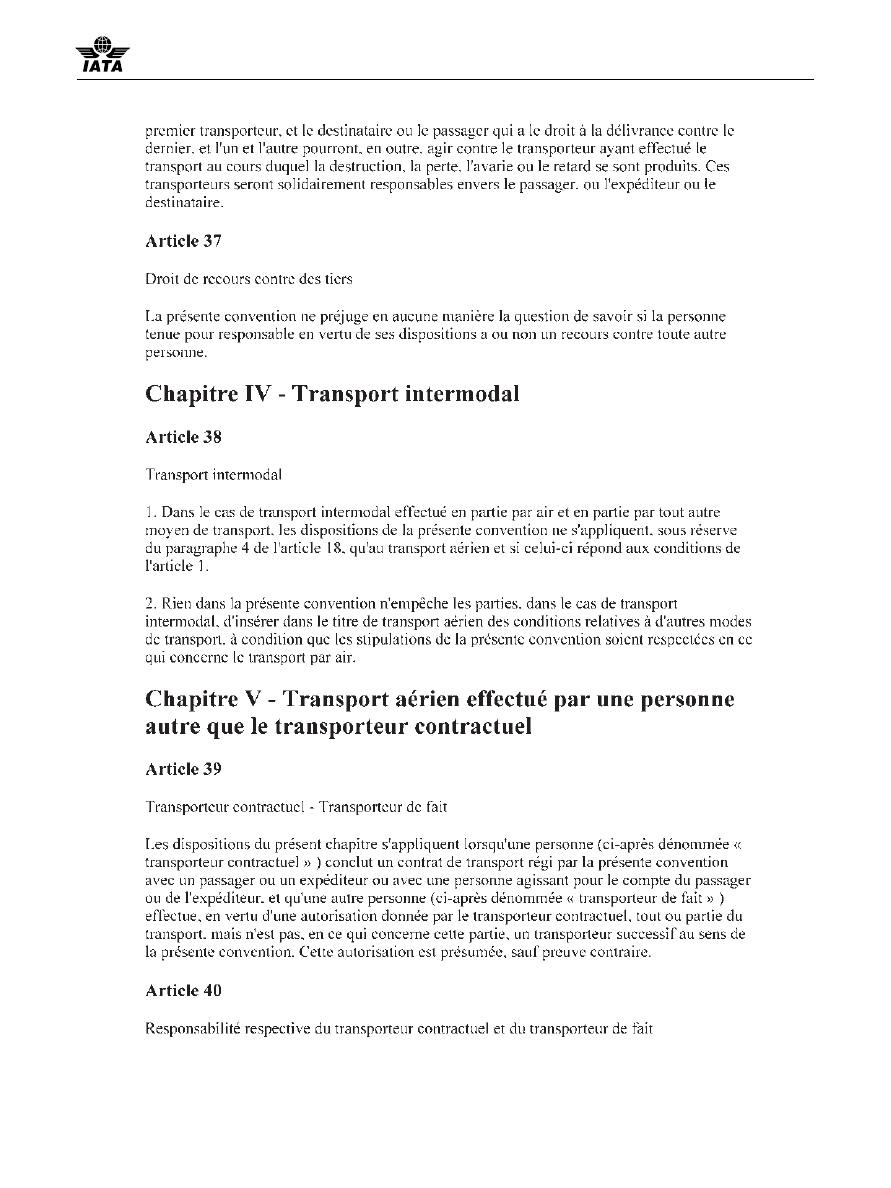 IATA
premier transporteur, et le destinataire ou le passager qui a le droit à la délivrance contre le
dernier, et l'un et l'autre pourront, en outre, agir contre le transporteur ayant effectué le
transport au cours duquel la destruction, la perte, l'avarie ou le retard se sont produits. Ces
transporteurs seront solidairement responsables envers le passager, ou l'expéditeur ou le
destinataire.
Article 37
Droit de recours contre des tiers
La présente convention ne préjuge en aucune manière la question de savoir si la personne
tenue pour responsable en vertu de ses dispositions a ou non un recours contre toute autre
personne.
Chapitre IV - Transport intermodal
Article 38
Transport intermodal
1. Dans le cas de transport intermodal effectué en partie par air et en partie par tout autre
moyen de transport, les dispositions de la présente convention ne s'appliquent, sous réserve
du paragraphe 4 de l'article 18, qu'au transport aérien et si celui-ci répond aux conditions de
l'article 1.
2. Rien dans la présente convention n'empêche les parties, dans le cas de transport
intermodal, d'insérer dans le titre de transport aérien des conditions relatives à d'autres modes
de transport, à condition que les stipulations de la présente convention soient respectées en ce
qui concerne le transport par air.
Chapitre V - Transport aérien effectué par une personne
autre que le transporteur contractuel
Article 39
Transporteur contractuel - Transporteur de fait
Les dispositions du présent chapitre s'appliquent lorsqu'une personne (ci-après dénommée «
transporteur contractuel » ) conclut un contrat de transport régi par la présente convention
avec un passager ou un expéditeur ou avec une personne agissant pour le compte du passager
ou de l'expéditeur, et qu'une autre personne (ci-après dénommée « transporteur de fait » )
effectue, en vertu d'une autorisation donnée par le transporteur contractuel, tout ou partie du
transport, mais n'est pas, en ce qui concerne cette partie, un transporteur successif au sens de
la présente convention. Cette autorisation est présumée, sauf preuve contraire.
Article 40
Responsabilité respective du transporteur contractuel et du transporteur de fait